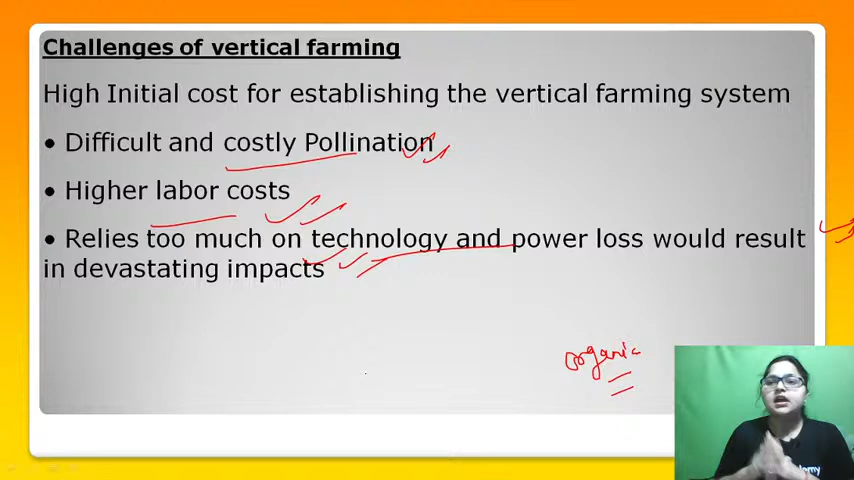 Challenges of vertical farming
High Initial cost for establishing the vertical farming system
• Difficult and costly Pollination
• Higher labor costs
• Relies too much on technology and power loss would result
in devastating impacts
organic